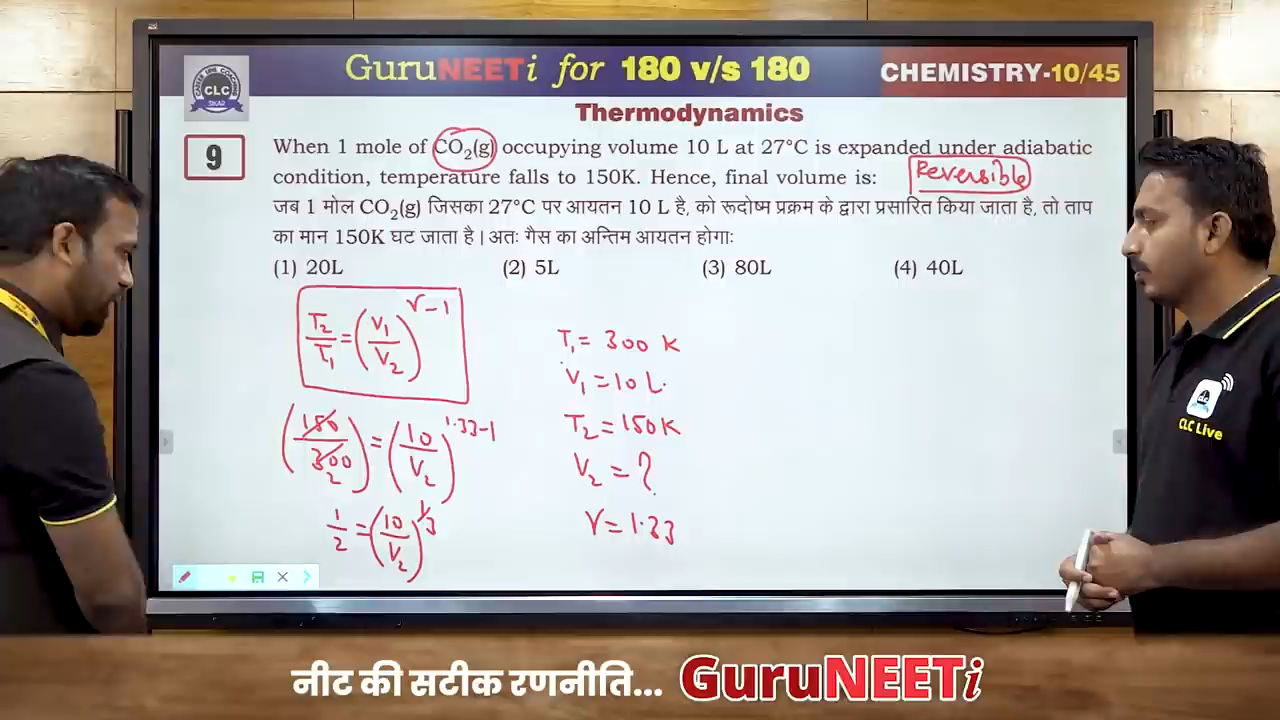 GuruNEETi for 180 v/s 180
CHEMISTRY-10/45
CLC
SIKAR
Thermodynamics
9
When 1 mole of CO₂(g) occupying volume 10 L at 27°C is expanded under adiabatic
condition, temperature falls to 150K. Hence, final volume is:
Reversible
जब 1 मोल CO₂(g) जिसका 27°C पर आयतन 10 L है, को रूदोष्म प्रक्रम के द्वारा प्रसारित किया जाता है, तो ताप
का मान 150K घट जाता है। अतः गैस का अन्तिम आयतन होगाः
(1) 20L (2) 5L (3) 80L (4) 40L
T₂/T₁ = (V₁/V₂)^γ-1
(150/300) = (10/V₂)^1.33-1
2
1/2 = (10/V₂)^1/3
T₁ = 300 K
V₁ = 10 L.
T₂ = 150 K
V₂ = ?
γ = 1.33
CLC Live
नीट की सटीक रणनीति... GuruNEETi